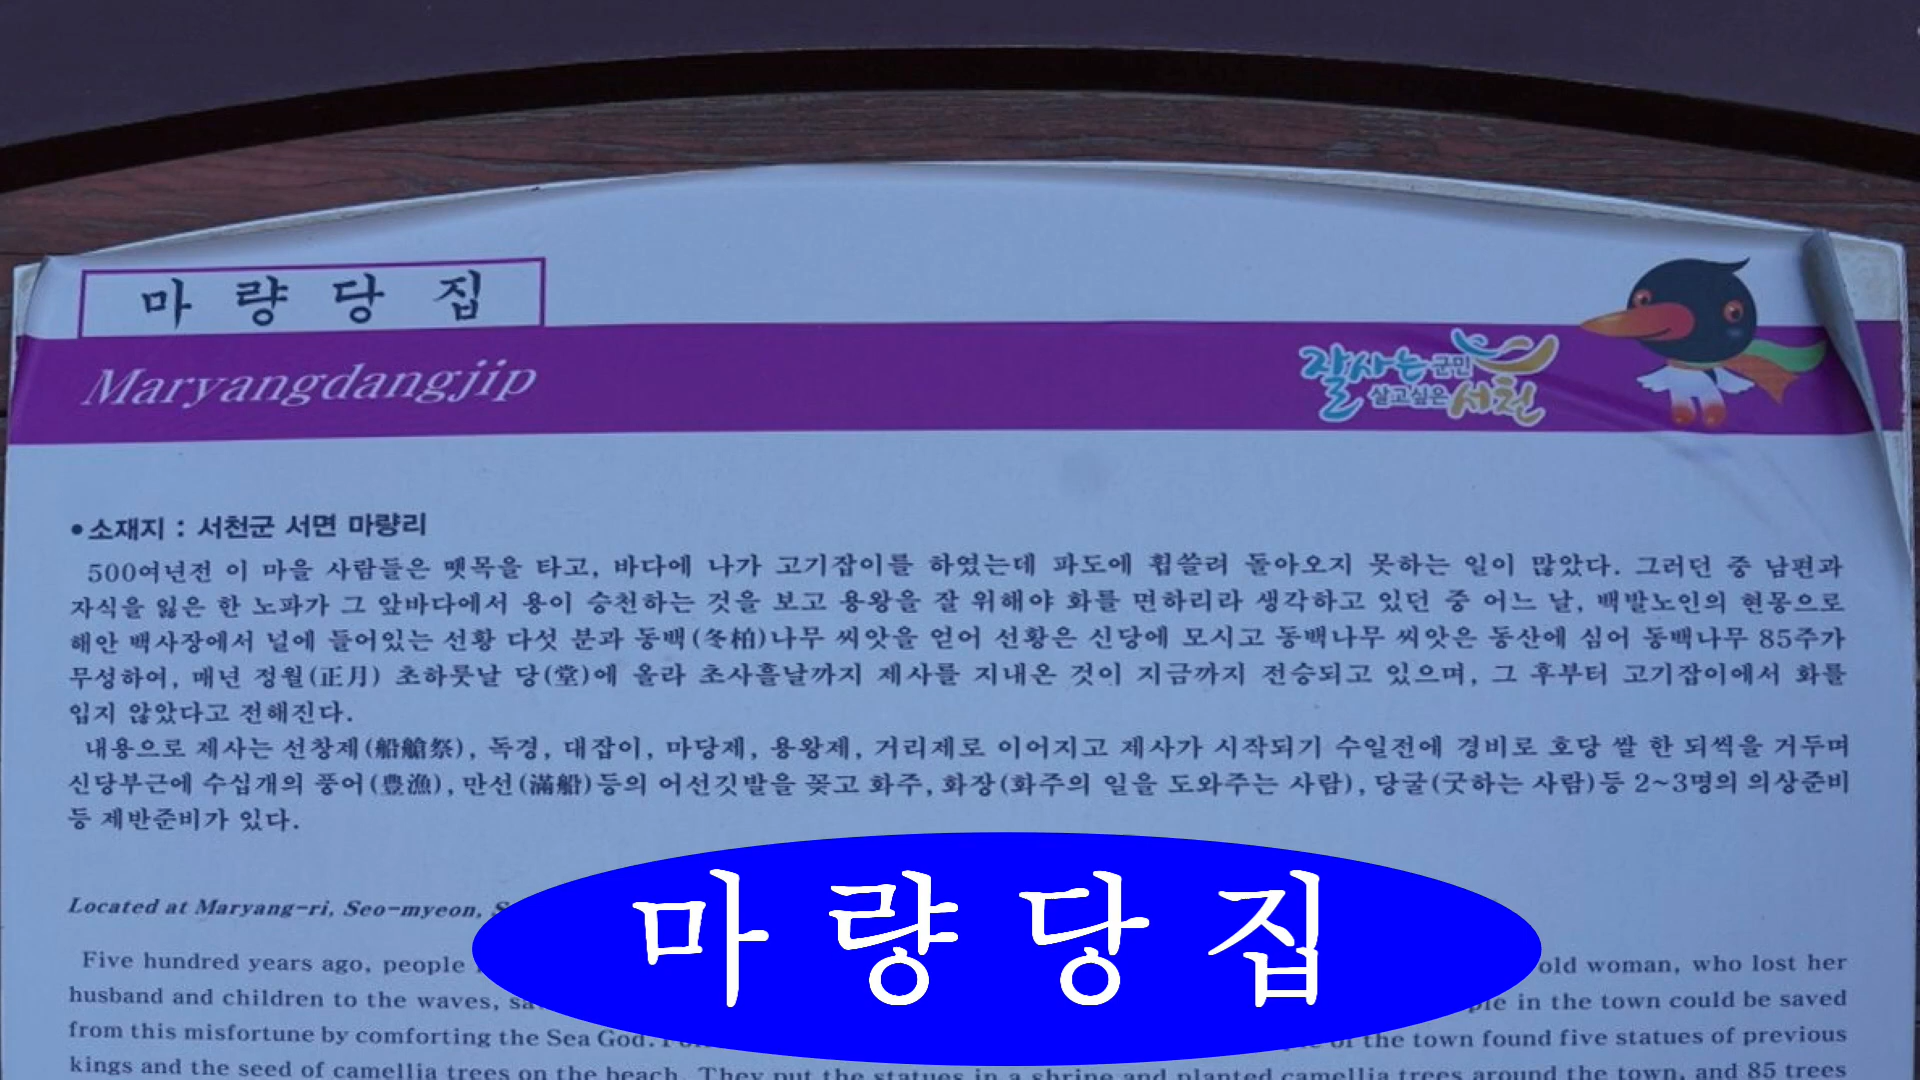 마 량 당 집
Maryangdangjip
잘사는 군민
살고싶은 서천
• 소재지 : 서천군 서면 마량리
500여년전 이 마을 사람들은 뗏목을 타고, 바다에 나가 고기잡이를 하였는데 파도에 휩쓸려 돌아오지 못하는 일이 많았다. 그러던 중 남편과
자식을 잃은 한 노파가 그 앞바다에서 용이 승천하는 것을 보고 용왕을 잘 위해야 화를 면하리라 생각하고 있던 중 어느 날, 백발노인의 현몽으로
해안 백사장에서 널에 들어있는 선황 다섯 분과 동백(冬柏)나무 씨앗을 얻어 선황은 신당에 모시고 동백나무 씨앗은 동산에 심어 동백나무 85주가
무성하여, 매년 정월(正月) 초하룻날 당(堂)에 올라 초사흘날까지 제사를 지내온 것이 지금까지 전승되고 있으며, 그 후부터 고기잡이에서 화를
입지 않았다고 전해진다.
내용으로 제사는 선창제(船艙祭), 독경, 대잡이, 마당제, 용왕제, 거리제로 이어지고 제사가 시작되기 수일전에 경비로 호당 쌀 한 되씩을 거두며
신당부근에 수십개의 풍어(豊漁), 만선(滿船)등의 어선깃발을 꽂고 화주, 화장(화주의 일을 도와주는 사람), 당굴(굿하는 사람)등 2~3명의 의상준비
등 제반준비가 있다.
Located at Maryang-ri, Seo-myeon,
Five hundred years ago, people old woman, who lost her
husband and children to the waves, in the town could be saved
from this misfortune by comforting the Sea God. of the town found five statues of previous
kings and the seed of camellia trees on the beach. They put the statues in a shrine and planted camellia trees around the town, and 85 trees
마 량 당 집